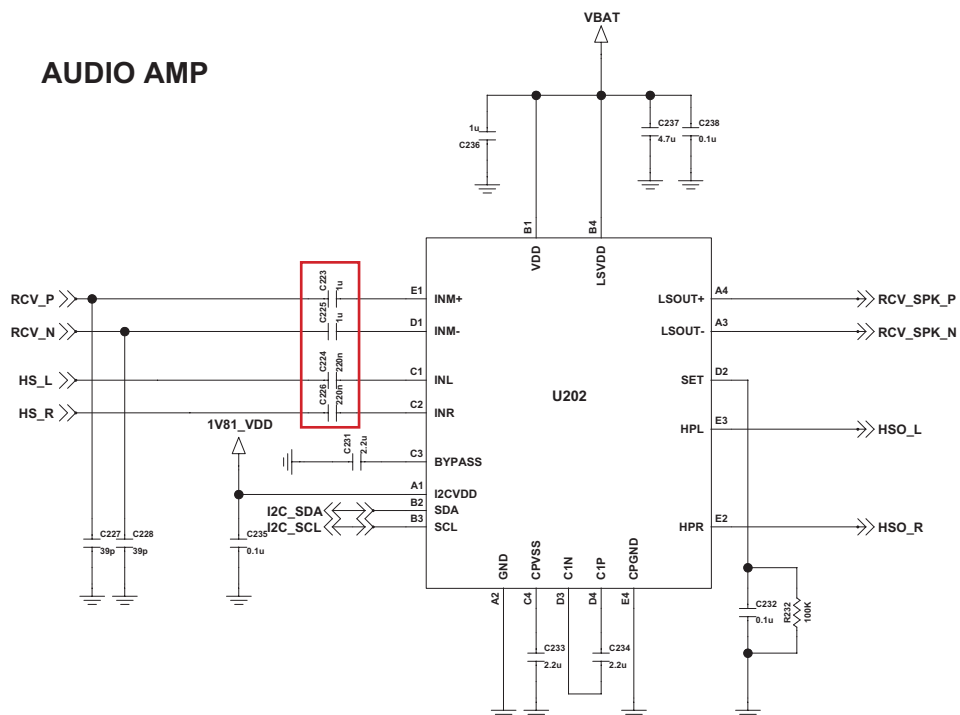 VBAT
AUDIO AMP
1u
C236
C237
4.7u
C238
0.1u
B1
VDD
B4
LSVDD
RCV_P
C223
1u
E1
INM+
LSOUT+
A4
RCV_SPK_P
RCV_N
C225
1u
D1
INM-
LSOUT-
A3
RCV_SPK_N
HS_L
C224
220n
C1
INL
SET
D2
U202
HS_R
C226
220n
C2
INR
HPL
E3
HSO_L
1V81_VDD
C231
2.2u
C3
BYPASS
A1
I2CVDD
I2C_SDA
B2
SDA
I2C_SCL
B3
SCL
HPR
E2
HSO_R
C227
39p
C228
39p
C235
0.1u
GND
A2
CPVSS
C4
C1N
D3
C1P
D4
CPGND
E4
C232
0.1u
R232
100K
C233
2.2u
C234
2.2u